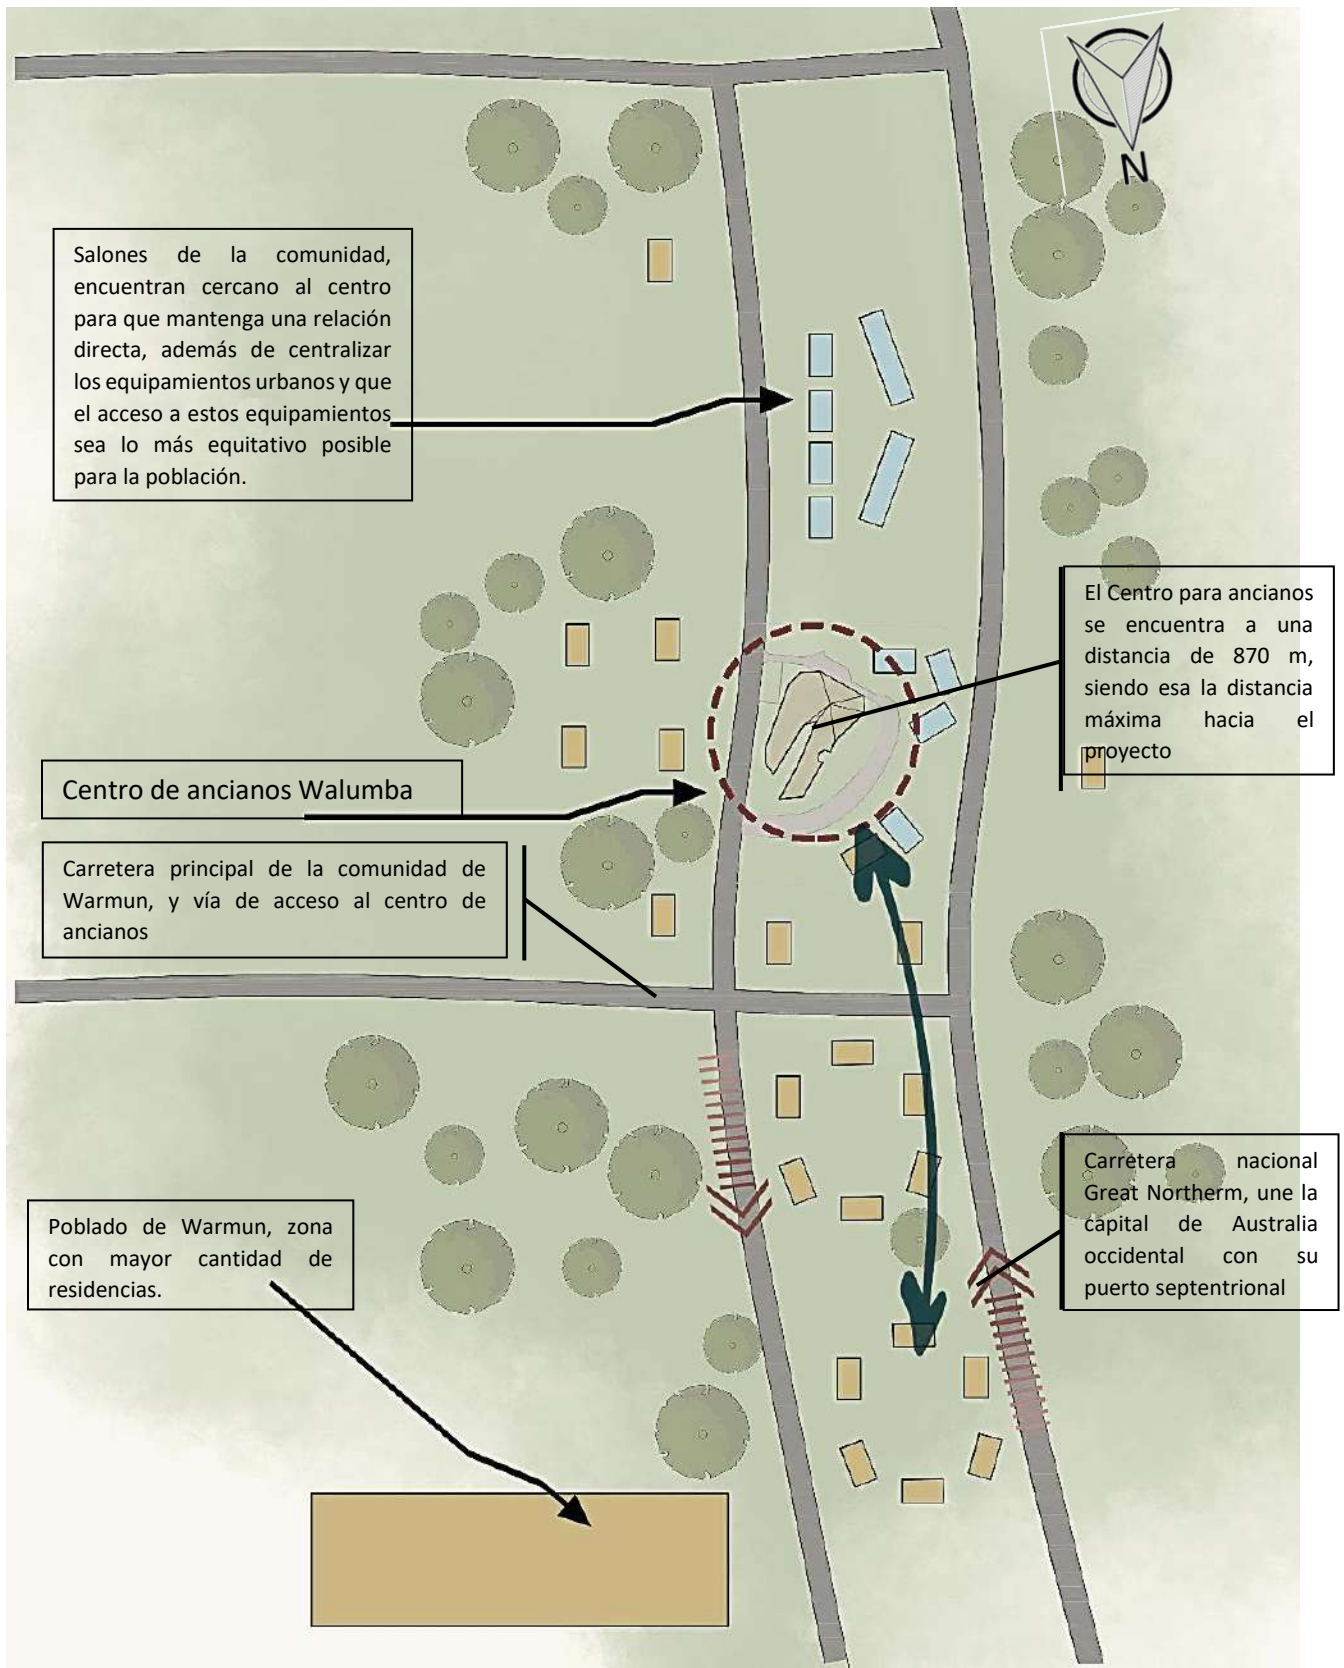 N
Salones de la comunidad,
encuentran cercano al centro
para que mantenga una relación
directa, además de centralizar
los equipamientos urbanos y que
el acceso a estos equipamientos
sea lo más equitativo posible
para la población.
El Centro para ancianos
se encuentra a una
distancia de 870 m,
siendo esa la distancia
máxima hacia el
proyecto
Centro de ancianos Walumba
Carretera principal de la comunidad de
Warmun, y vía de acceso al centro de
ancianos
Carretera nacional
Great Northerm, une la
capital de Australia
occidental con su
puerto septentrional
Poblado de Warmun, zona
con mayor cantidad de
residencias.